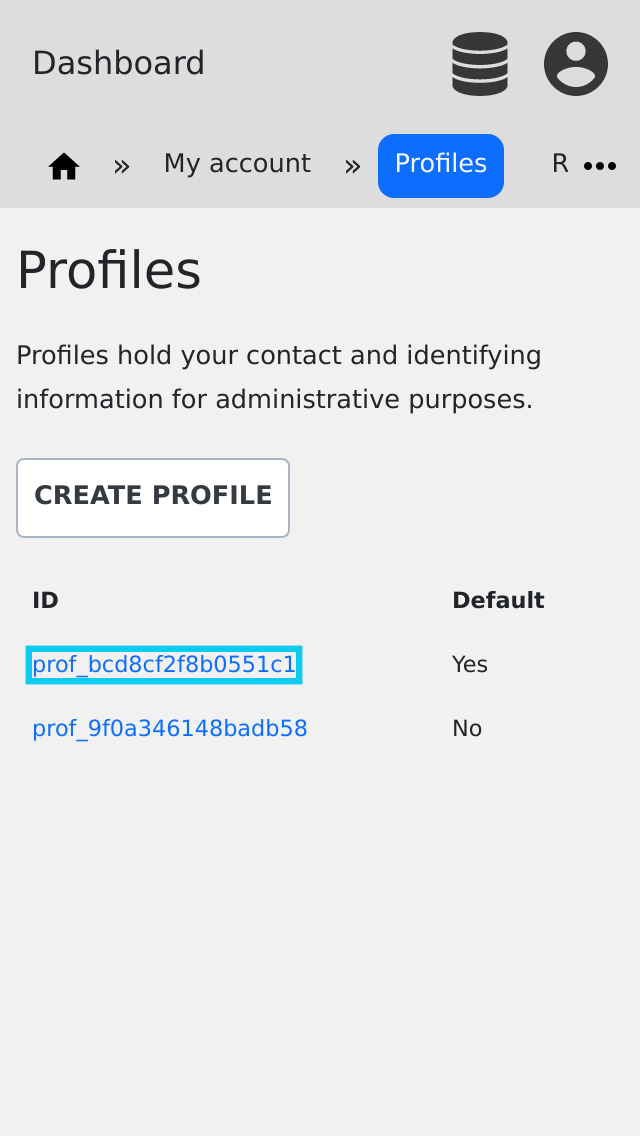 Dashboard
» My account » Profiles R
Profiles
Profiles hold your contact and identifying
information for administrative purposes.
CREATE PROFILE
ID Default
prof_bcd8cf2f8b0551c1 Yes
prof_9f0a346148badb58 No